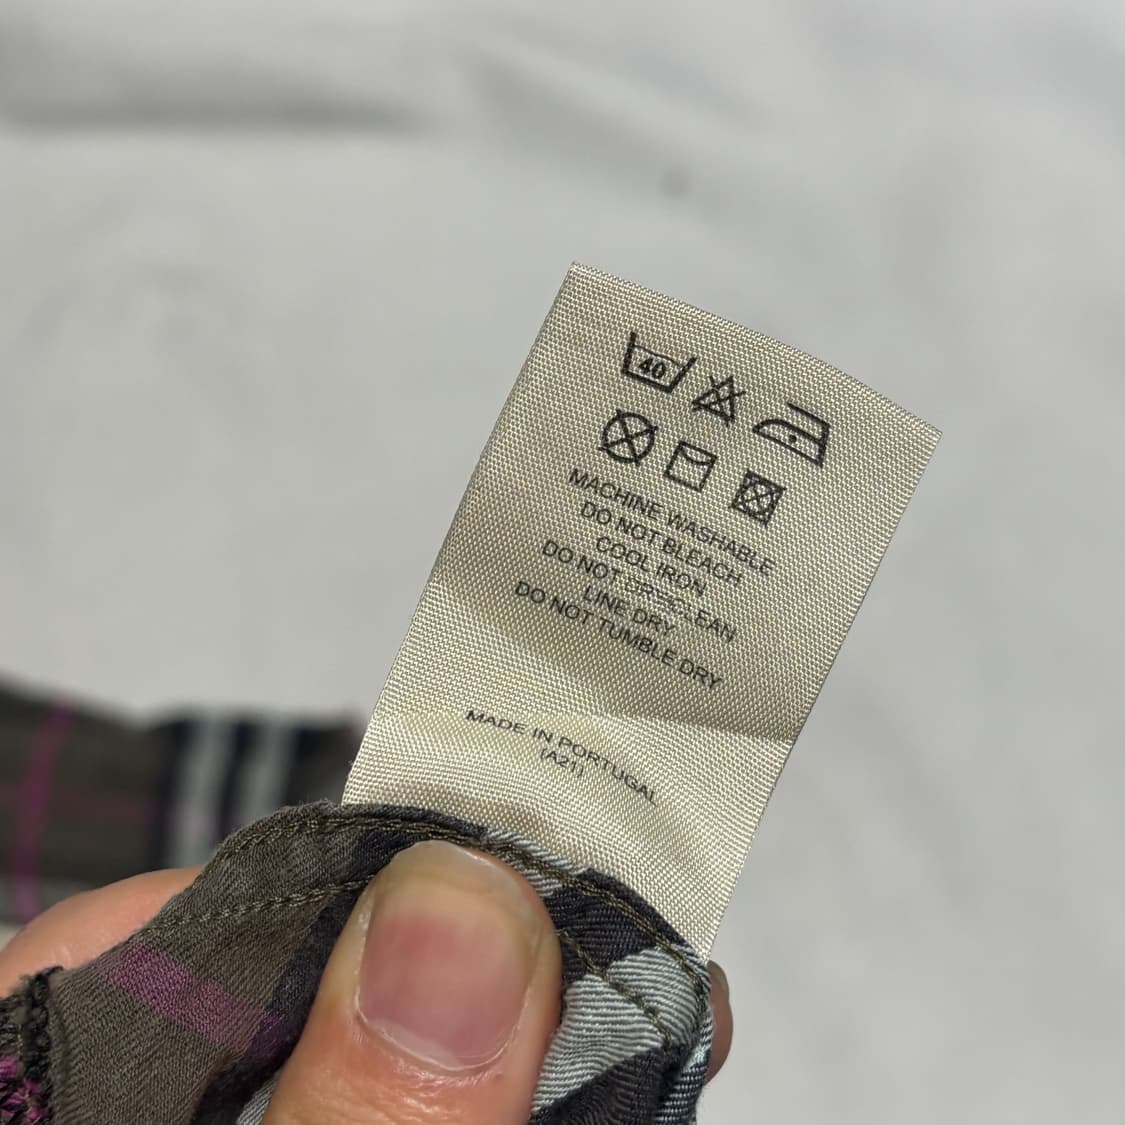 40
MACHINE WASHABLE
DO NOT BLEACH
COOL IRON
DO NOT DRYCLEAN
LINE DRY
DO NOT TUMBLE DRY
MADE IN PORTUGAL
(A21)